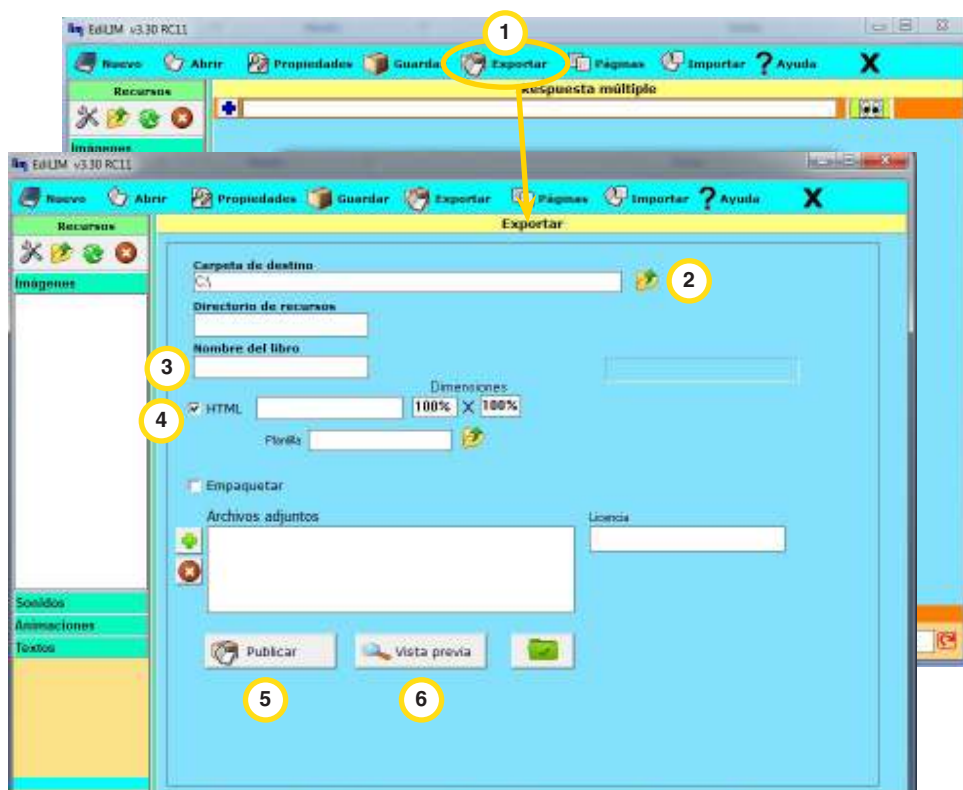 EdiLIM v3.30 RC11
1
Nuevo Abrir Propiedades Guardar Exportar Páginas Importar ? Ayuda X
Recursos
Respuesta múltiple
Imágenes
EdiLIM v3.30 RC11
Nuevo Abrir Propiedades Guardar Exportar Páginas Importar ? Ayuda X
Recursos
Exportar
Imágenes
Carpeta de destino
C:\
2
Directorio de recursos
Nombre del libro
3
Dimensiones
4
HTML 100% X 100%
Planilla
Empaquetar
Archivos adjuntos
Licencia
Sonidos
Animaciones
Textos
Publicar Vista previa
5 6